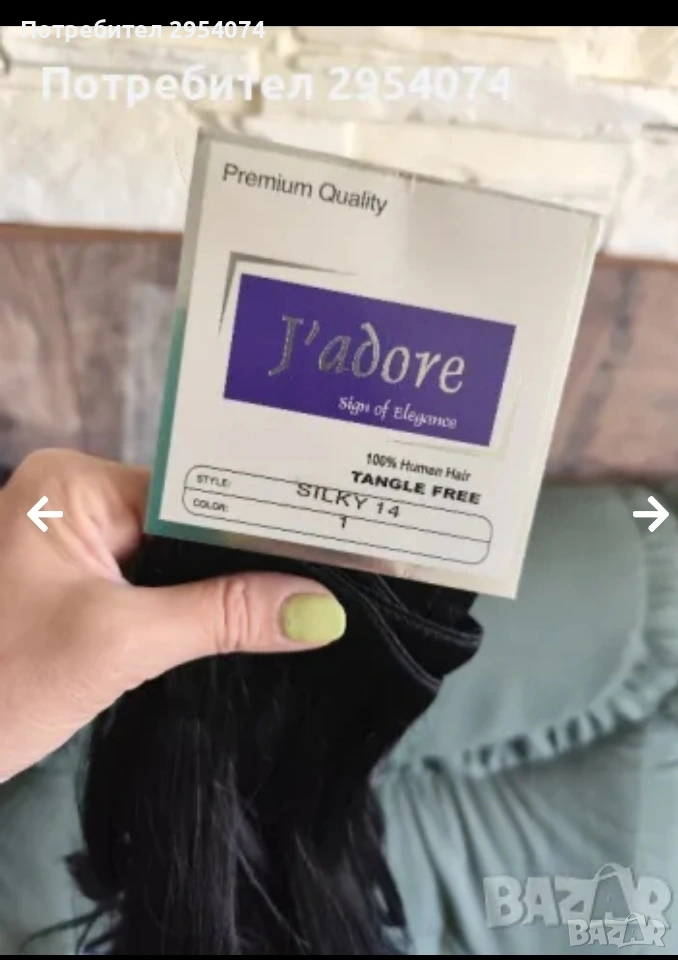 Потребител 2954074
Потребител 2954074
Premium Quality
J'adore
Sign of Elegance
100% Human Hair
TANGLE FREE
STYLE: SILKY 14
COLOR: 1
BAZAR
BAZAR